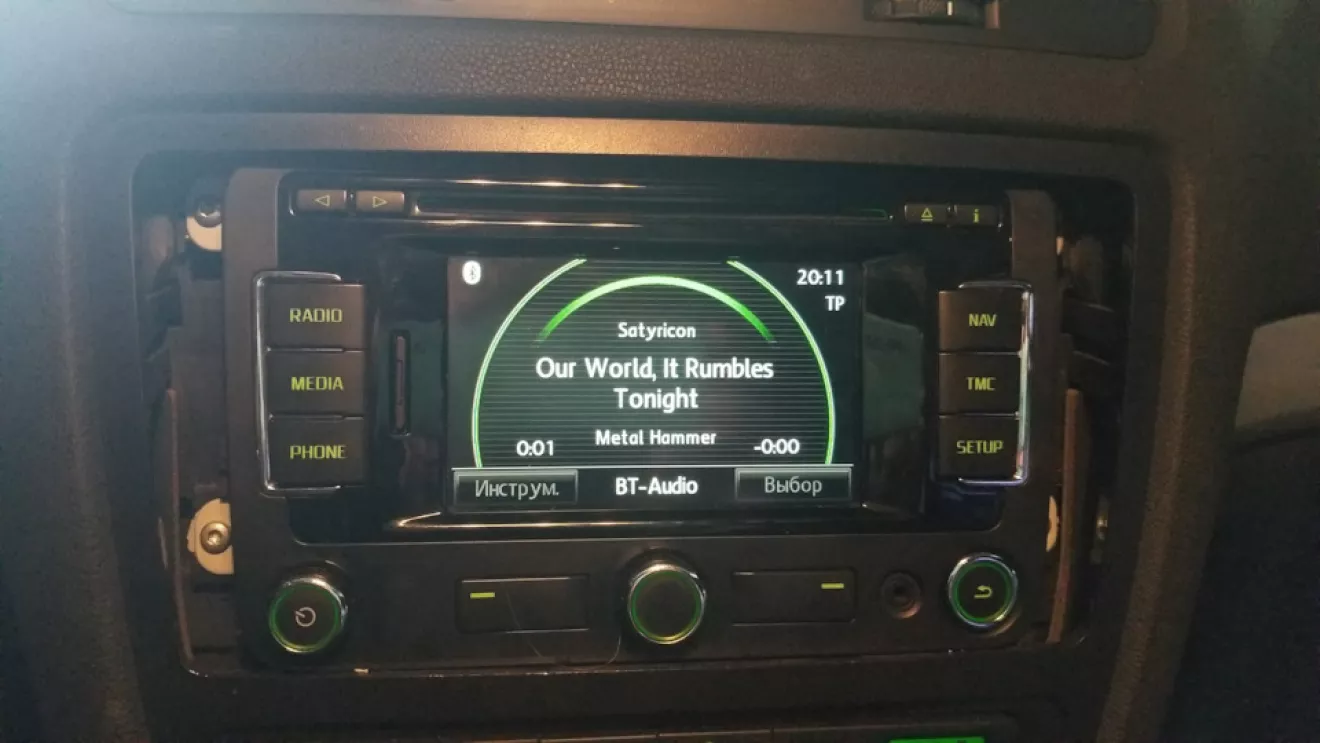 i
20:11
TP
RADIO
MEDIA
PHONE
Satyricon
Our World, It Rumbles
Tonight
Metal Hammer
0:01
-0:00
Инструм.
BT-Audio
Выбор
NAV
TMC
SETUP